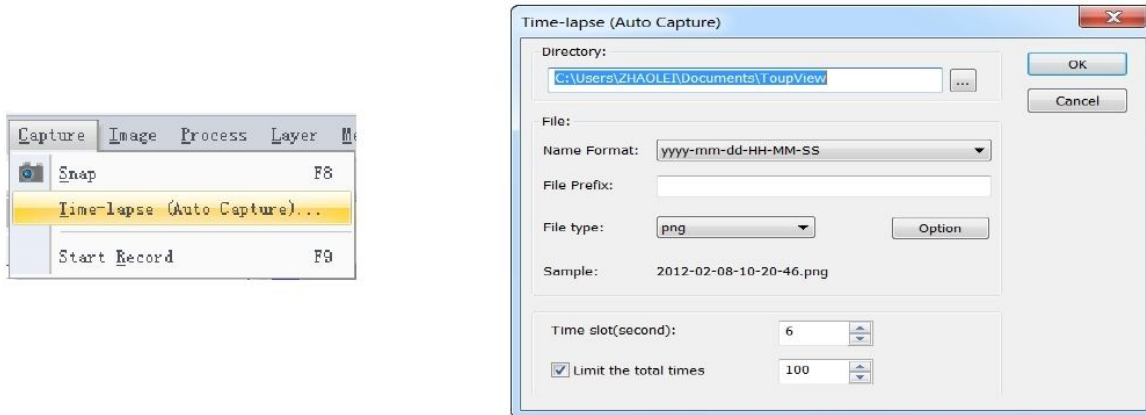 Capture Image Process Layer
Snap F8
Time-lapse (Auto Capture)...
Start Record F9
Time-lapse (Auto Capture)
Directory:
C:\Users\ZHAOLEI\Documents\ToupView ...
OK
Cancel
File:
Name Format: yyyy-mm-dd-HH-MM-SS
File Prefix:
File type: png Option
Sample: 2012-02-08-10-20-46.png
Time slot(second): 6
Limit the total times 100